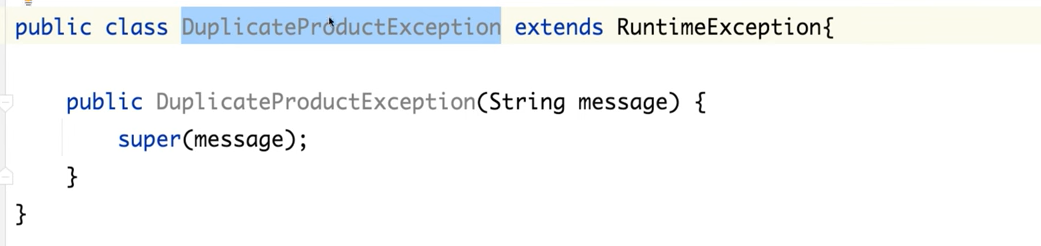 public class DuplicateProductException extends RuntimeException{
public DuplicateProductException(String message) {
super(message);
}
}